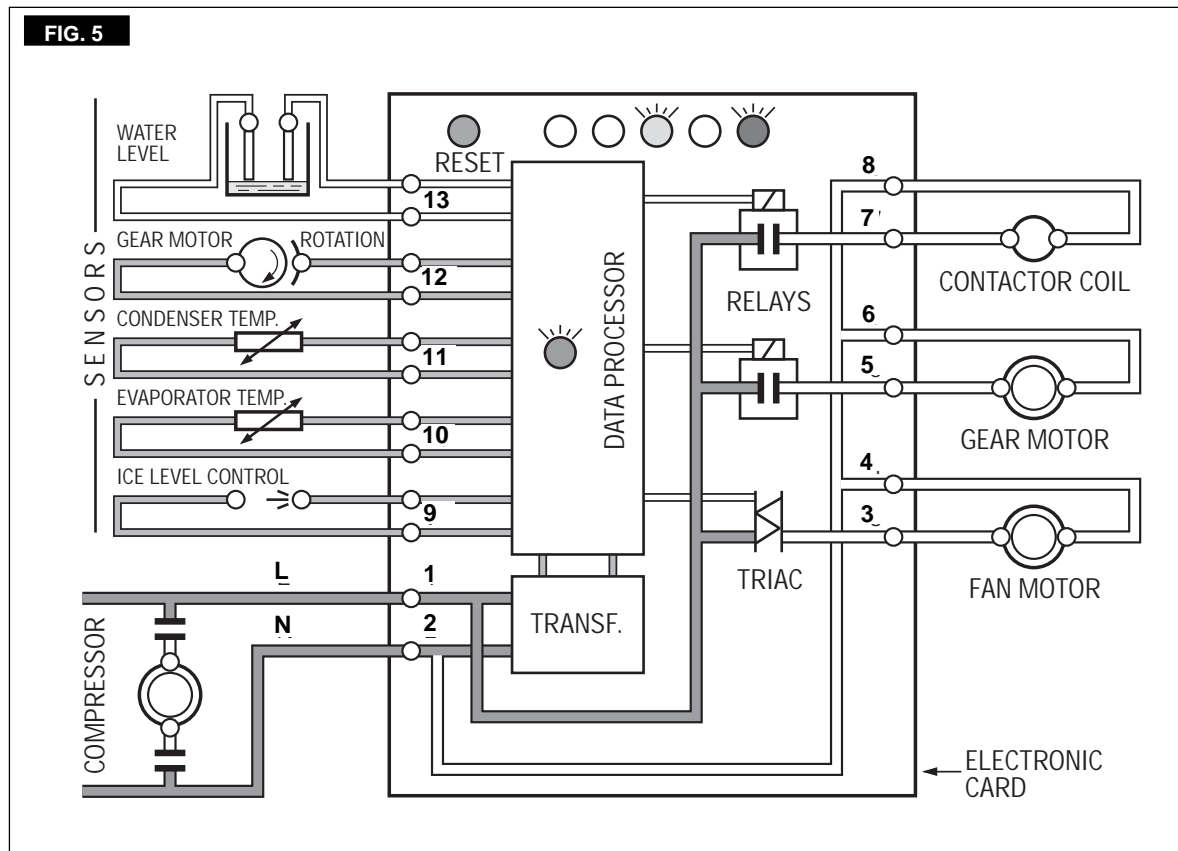 FIG. 5
WATER
LEVEL
RESET
13
GEAR MOTOR
ROTATION
12
CONDENSER TEMP.
11
EVAPORATOR TEMP.
10
ICE LEVEL CONTROL
9
SENSORS
DATA PROCESSOR
RELAYS
TRIAC
TRANSF.
L
1
N
2
COMPRESSOR
8
7
CONTACTOR COIL
6
5
GEAR MOTOR
4
3
FAN MOTOR
ELECTRONIC
CARD